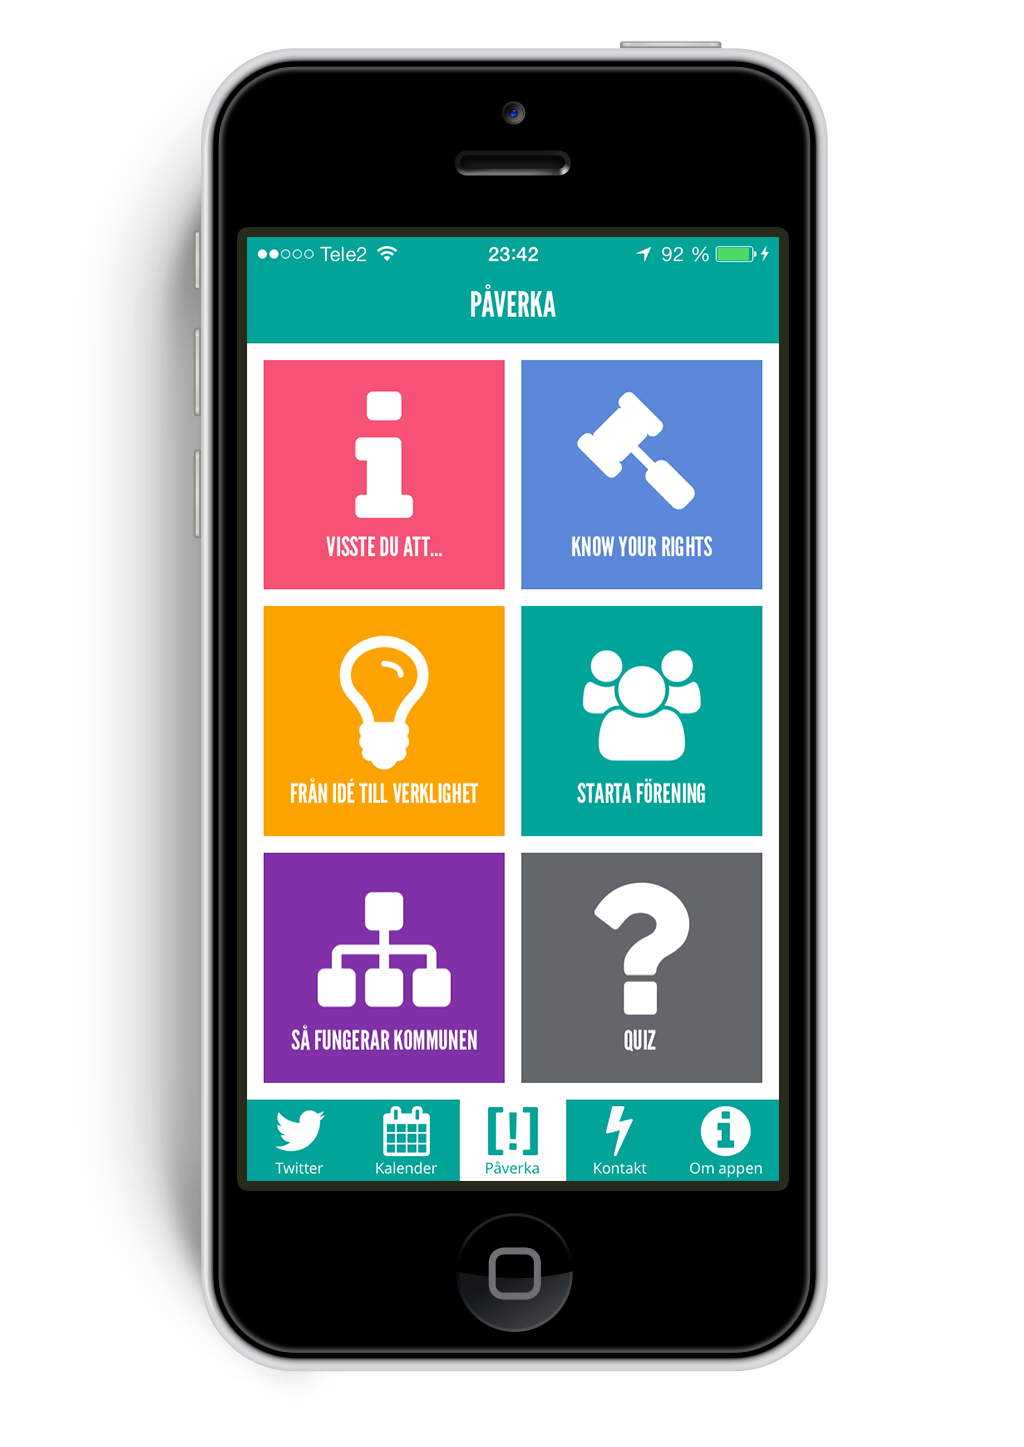 Tele2 23:42 92 %
PÅVERKA
VISSTE DU ATT...
KNOW YOUR RIGHTS
FRÅN IDÉ TILL VERKLIGHET
STARTA FÖRENING
SÅ FUNGERAR KOMMUNEN
QUIZ
Twitter Kalender Påverka Kontakt Om appen